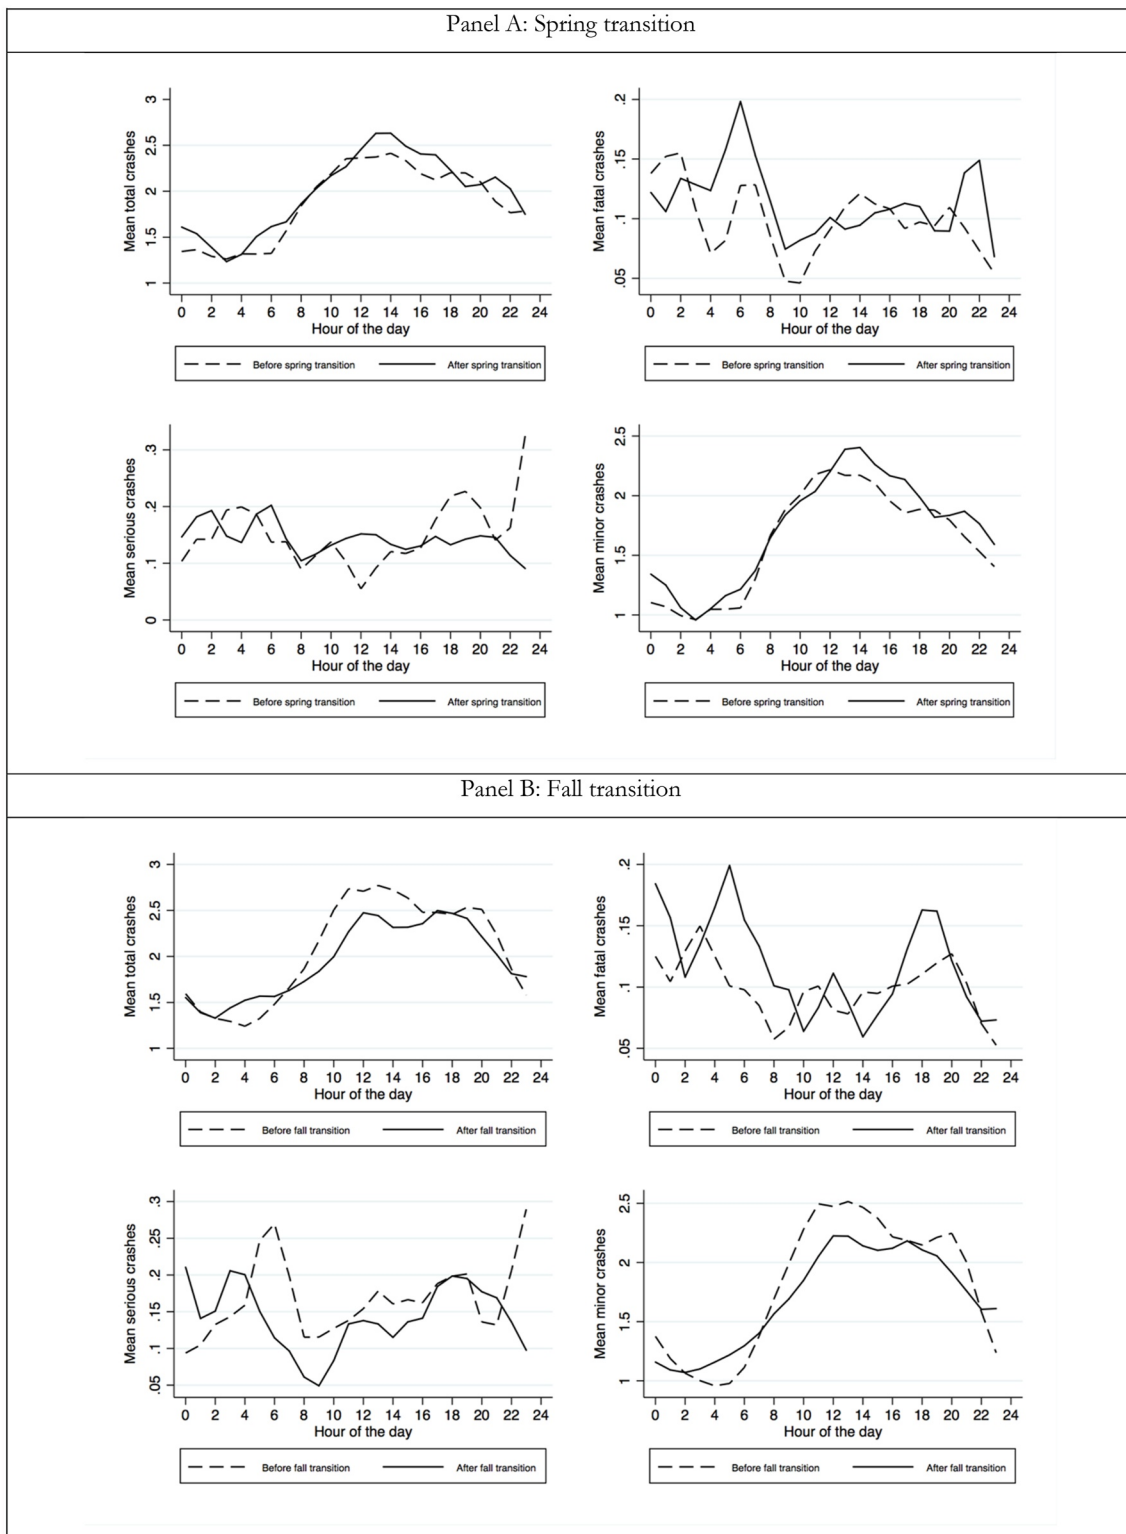 Panel A: Spring transition
Mean total crashes
1 1.5 2 2.5 3
0 2 4 6 8 10 12 14 16 18 20 22 24
Hour of the day
Before spring transition After spring transition
Mean fatal crashes
.05 .1 .15 .2
0 2 4 6 8 10 12 14 16 18 20 22 24
Hour of the day
Before spring transition After spring transition
Mean serious crashes
0 .1 .2 .3
0 2 4 6 8 10 12 14 16 18 20 22 24
Hour of the day
Before spring transition After spring transition
Mean minor crashes
1 1.5 2 2.5
0 2 4 6 8 10 12 14 16 18 20 22 24
Hour of the day
Before spring transition After spring transition
Panel B: Fall transition
Mean total crashes
1 1.5 2 2.5 3
0 2 4 6 8 10 12 14 16 18 20 22 24
Hour of the day
Before fall transition After fall transition
Mean fatal crashes
.05 .1 .15 .2
0 2 4 6 8 10 12 14 16 18 20 22 24
Hour of the day
Before fall transition After fall transition
Mean serious crashes
.05 .1 .15 .2 .25 .3
0 2 4 6 8 10 12 14 16 18 20 22 24
Hour of the day
Before fall transition After fall transition
Mean minor crashes
1 1.5 2 2.5
0 2 4 6 8 10 12 14 16 18 20 22 24
Hour of the day
Before fall transition After fall transition